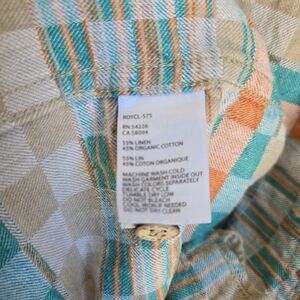 ROYCL-S75
RN 54226
CA 58094
55% LINEN
45% ORGANIC COTTON
55% LIN
45% COTON ORGANIQUE
MACHINE WASH COLD
WASH GARMENT INSIDE OUT
WASH COLORS SEPARATELY
DELICATE CYCLE
TUMBLE DRY LOW
DO NOT BLEACH
COOL IRON IF NEEDED
DO NOT DRY CLEAN